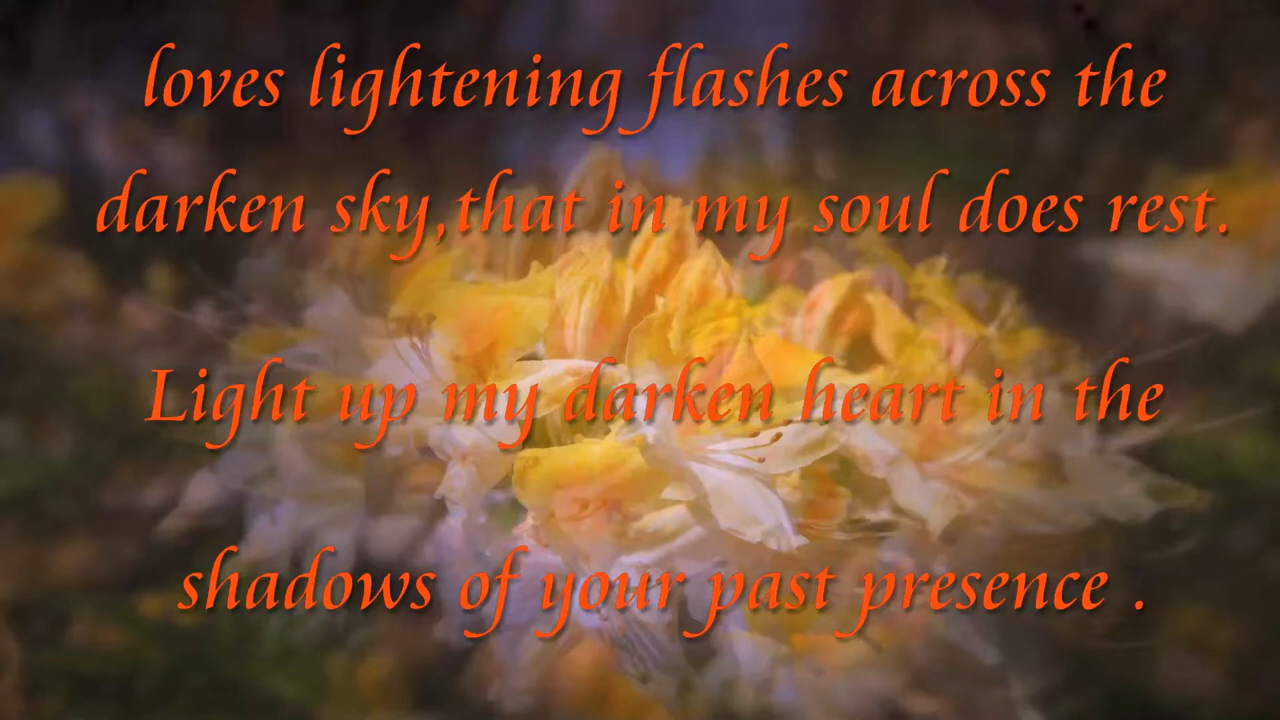 loves lightening flashes across the
darken sky,that in my soul does rest.
Light up my darken heart in the
shadows of your past presence .